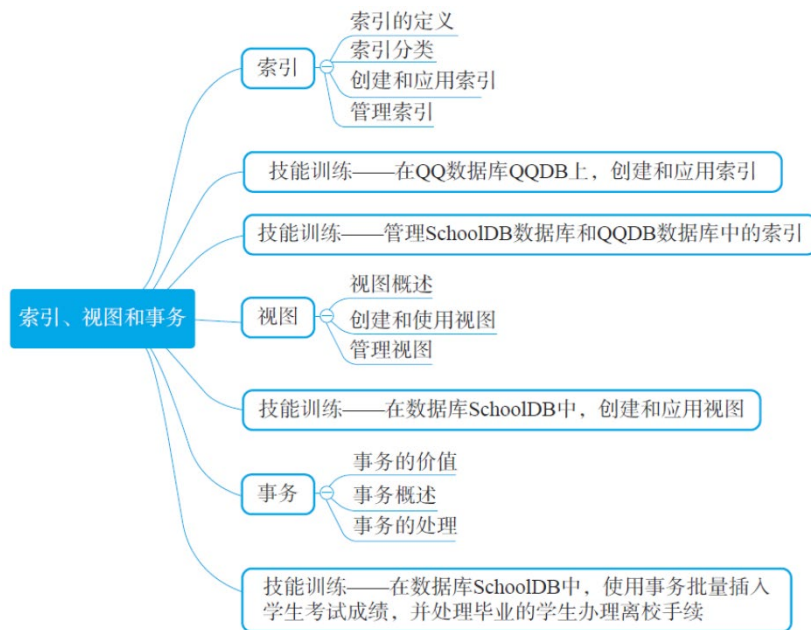 索引的定义
索引分类
索引
创建和应用索引
管理索引
技能训练——在QQ数据库QQDB上，创建和应用索引
技能训练——管理SchoolDB数据库和QQDB数据库中的索引
视图概述
索引、视图和事务
视图
创建和使用视图
管理视图
技能训练——在数据库SchoolDB中，创建和应用视图
事务的价值
事务
事务概述
事务的处理
技能训练——在数据库SchoolDB中，使用事务批量插入
学生考试成绩，并处理毕业的学生办理离校手续